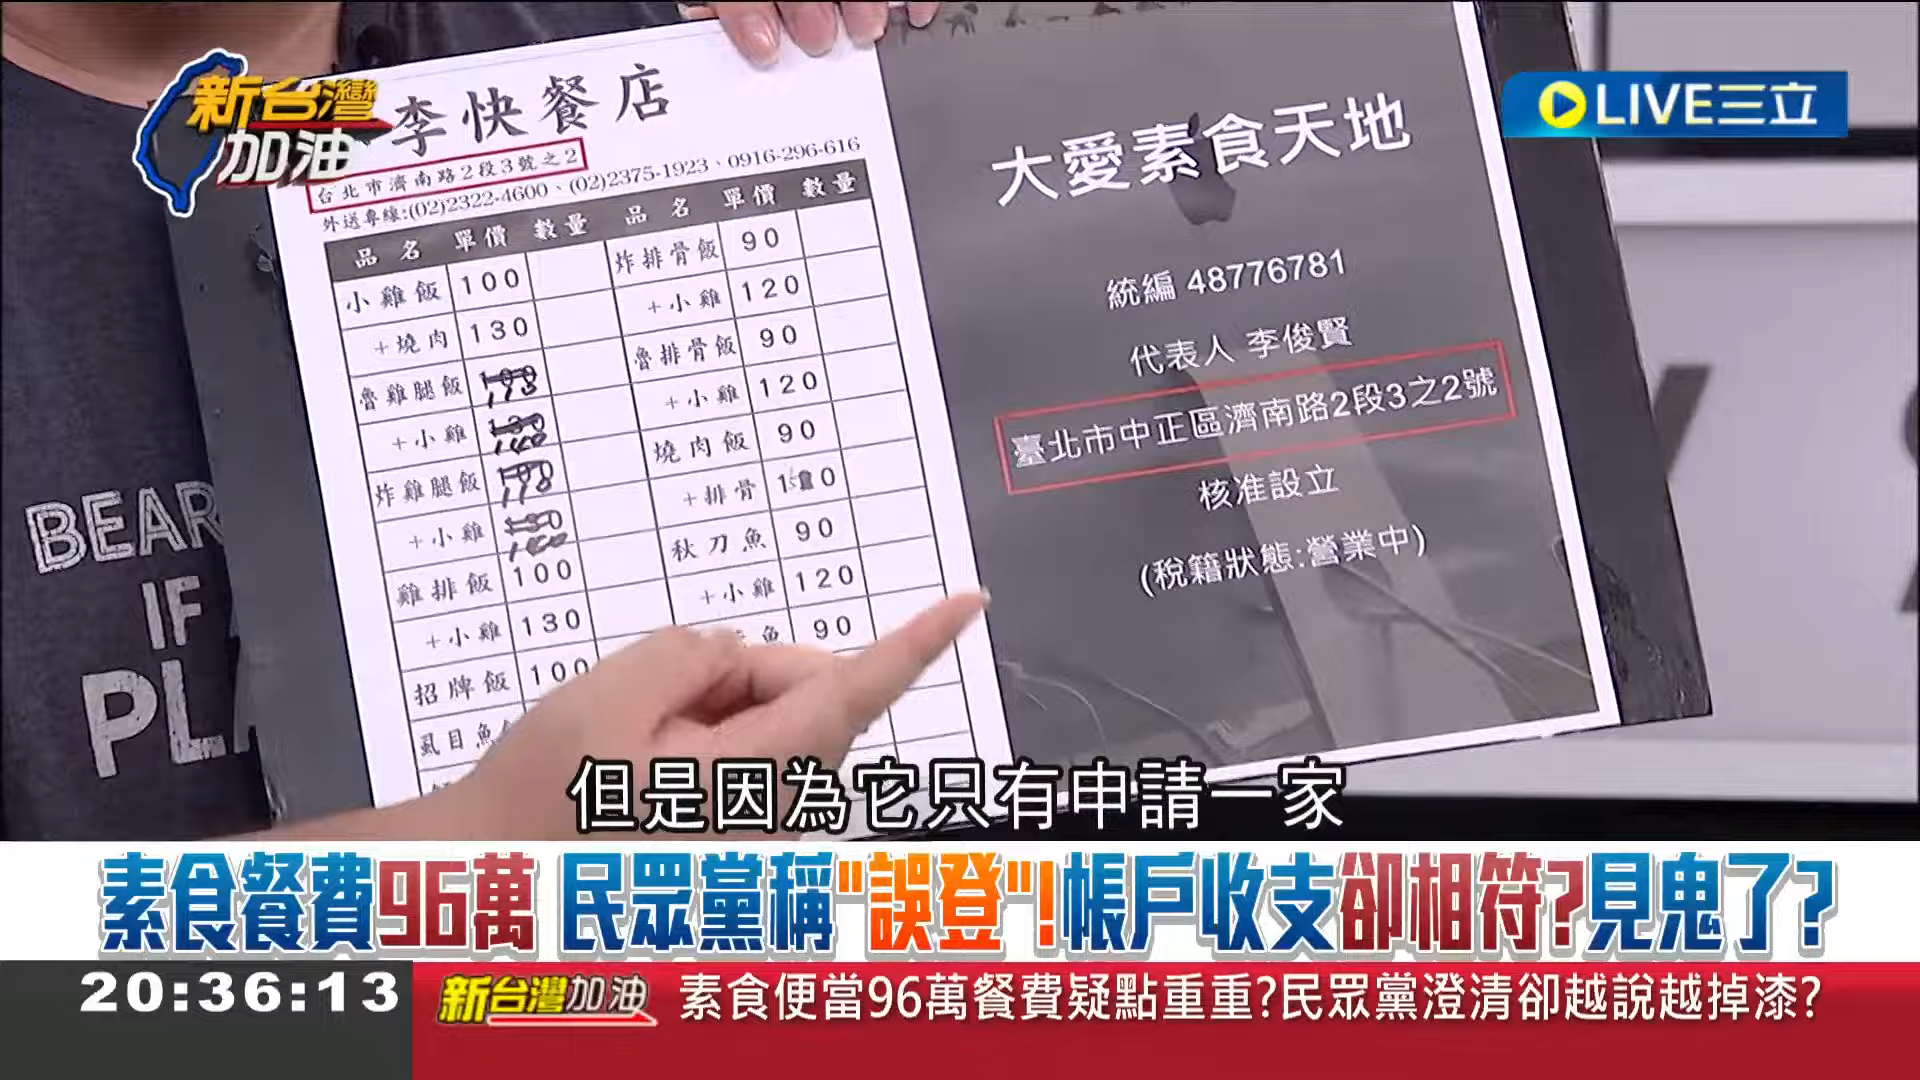 新台灣
加油
LIVE三立
李快餐店
台北市濟南路2段3號之2
外送專線:(02)2322-4600、(02)2375-1923、0916-296-616
品名 單價 數量 品名 單價 數量
小雞飯 100
+燒肉 130
魯雞腿飯
+小雞
炸雞腿飯
+小雞
雞排飯 100
+小雞 130
招牌飯 100
虱目魚
炸排骨飯 90
+小雞 120
魯排骨飯 90
+小雞 120
燒肉飯 90
+排骨
秋刀魚 90
+小雞 120
魚 90
大愛素食天地
統編 48776781
代表人 李俊賢
臺北市中正區濟南路2段3之2號
核准設立
(稅籍狀態:營業中)
BEAR
IF
PL
但是因為它只有申請一家
素食餐費96萬 民眾黨稱"誤登"!帳戶收支卻相符?見鬼了?
20:36:13
新台灣加油 素食便當96萬餐費疑點重重?民眾黨澄清卻越說越掉漆?